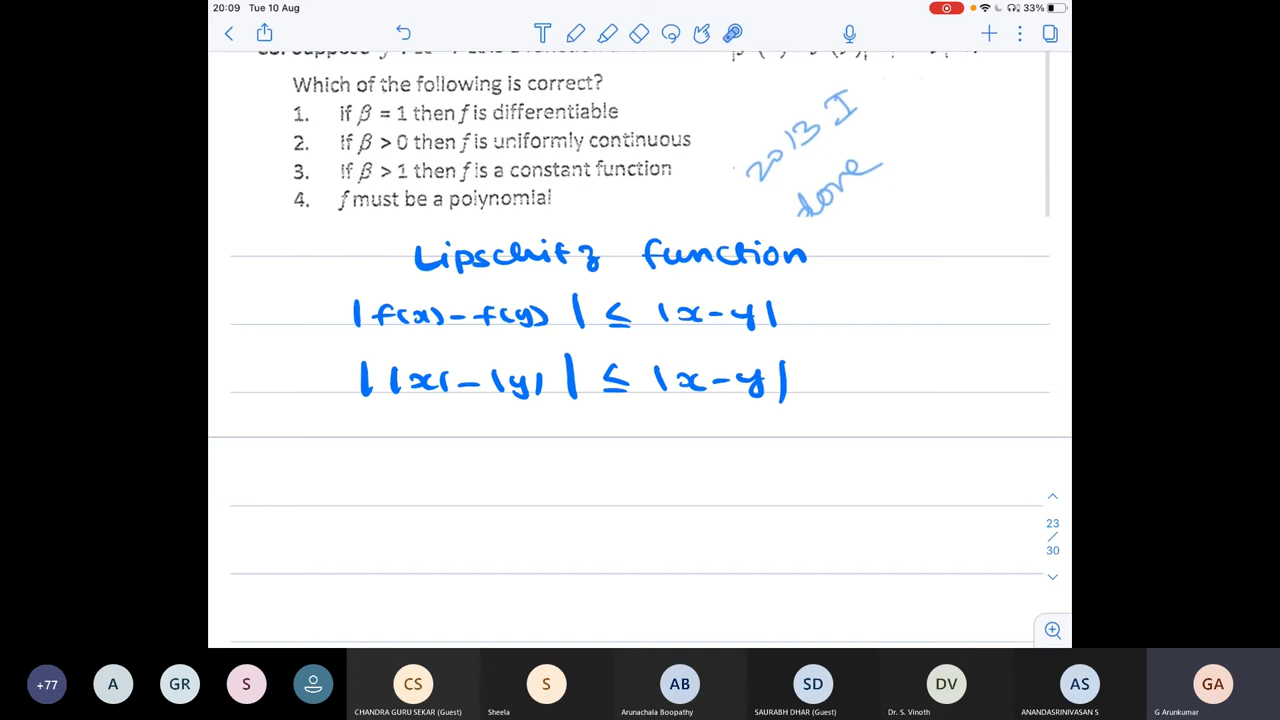 20:09 Tue 10 Aug
33%
Which of the following is correct?
1. if β = 1 then f is differentiable
2. if β > 0 then f is uniformly continuous
3. if β > 1 then f is a constant function
4. f must be a polynomial
2013 I
done
Lipschitz function
|f(x) - f(y)| ≤ |x-y|
||x| - |y|| ≤ |x-y|
23
/
30
+77
A
GR
S
CS
S
AB
SD
DV
AS
GA
CHANDRA GURU SEKAR (Guest)
Sheela
Arunachala Boopathy
SAURABH DHAR (Guest)
Dr. S. Vinoth
ANANDASRINIVASAN S
G Arunkumar